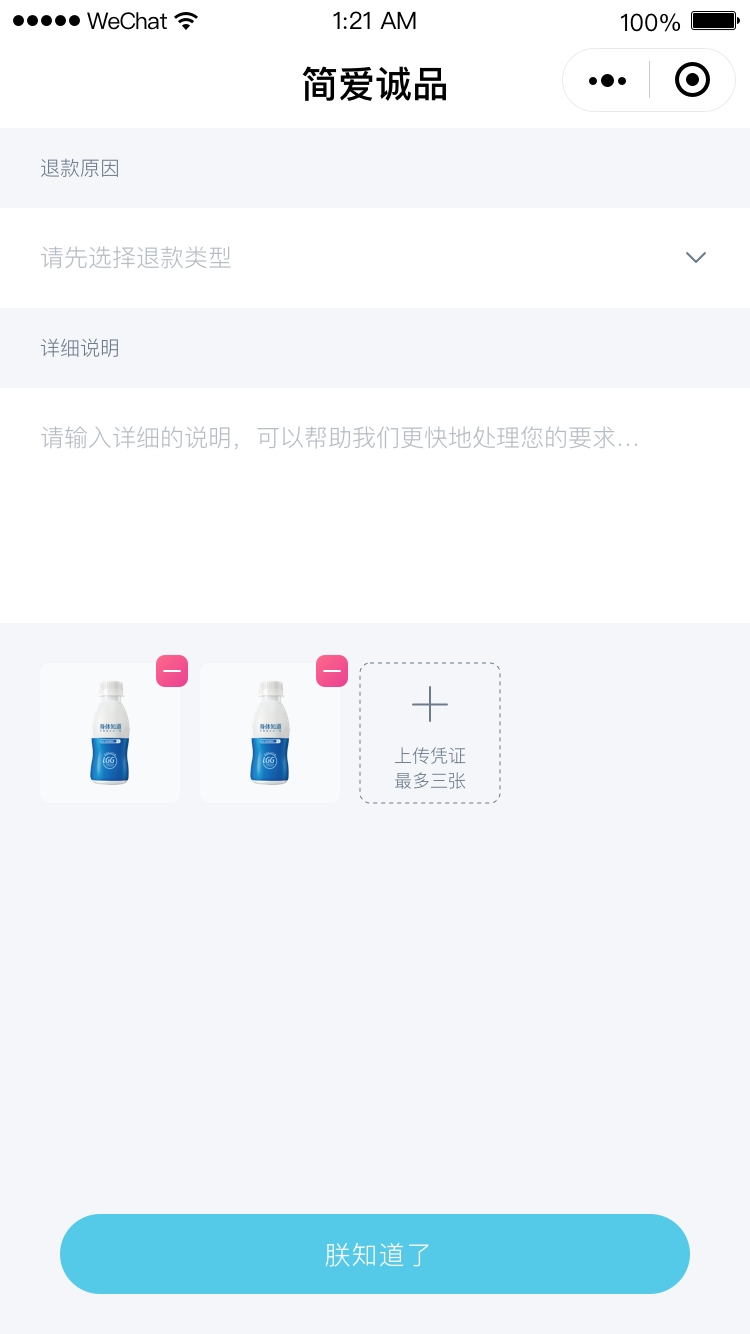 WeChat 1:21 AM 100%
简爱诚品
退款原因
请先选择退款类型
详细说明
请输入详细的说明，可以帮助我们更快地处理您的要求...
身体知道
身体知道
LGG
LGG
上传凭证
最多三张
朕知道了